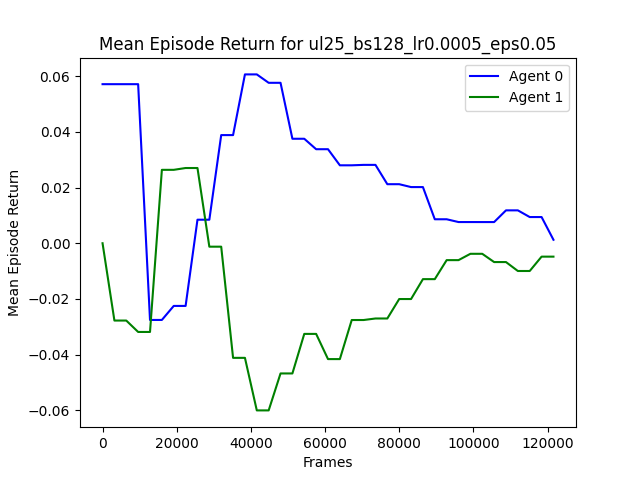 Mean Episode Return for ul25_bs128_lr0.0005_eps0.05
Agent 0
Agent 1
Mean Episode Return
0.06
0.04
0.02
0.00
−0.02
−0.04
−0.06
0 20000 40000 60000 80000 100000 120000
Frames